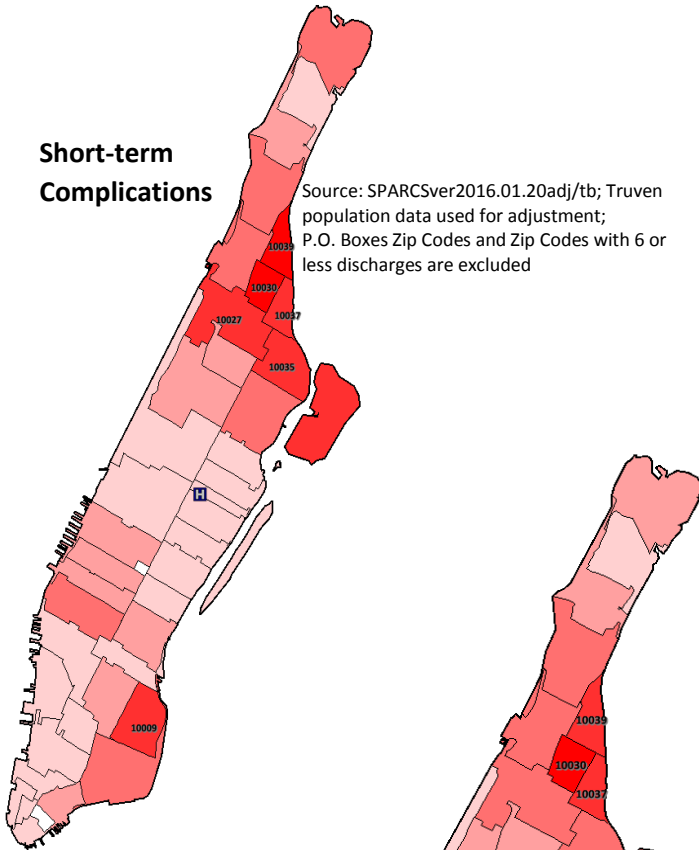 Short-term
Complications
Source: SPARCSver2016.01.20adj/tb; Truven
population data used for adjustment;
P.O. Boxes Zip Codes and Zip Codes with 6 or
less discharges are excluded
10039
10030
10037
10027
10035
H
10009
10039
10030
10037